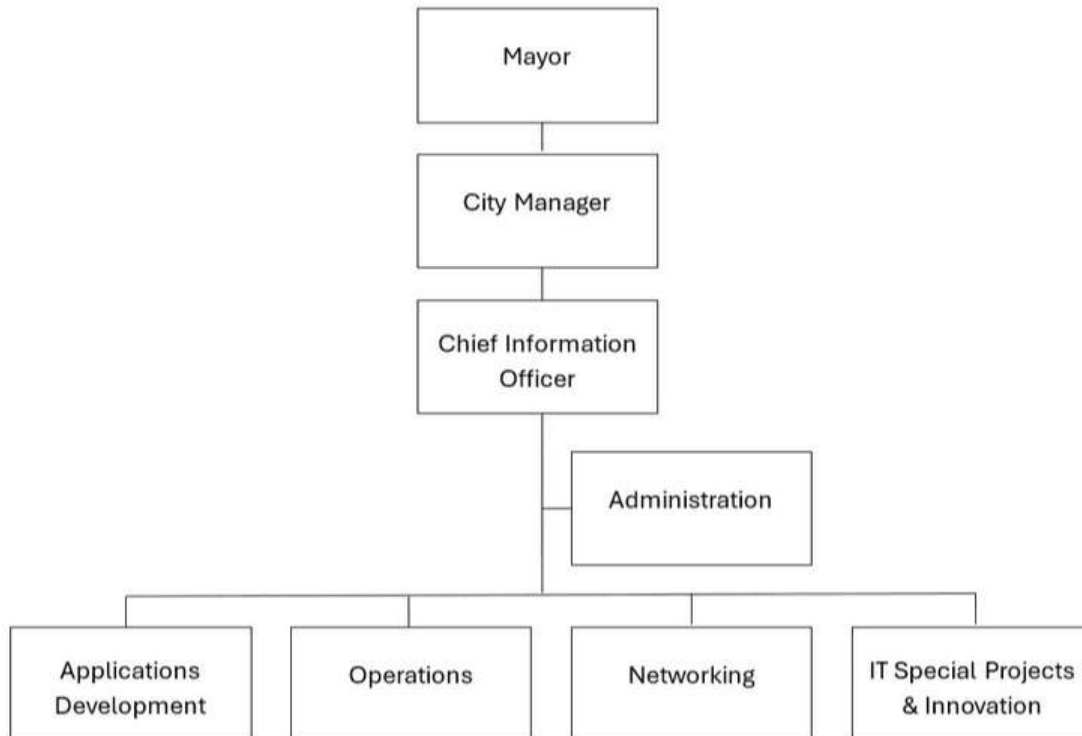 Mayor
City Manager
Chief Information
Officer
Administration
Applications
Development
Operations
Networking
IT Special Projects
& Innovation